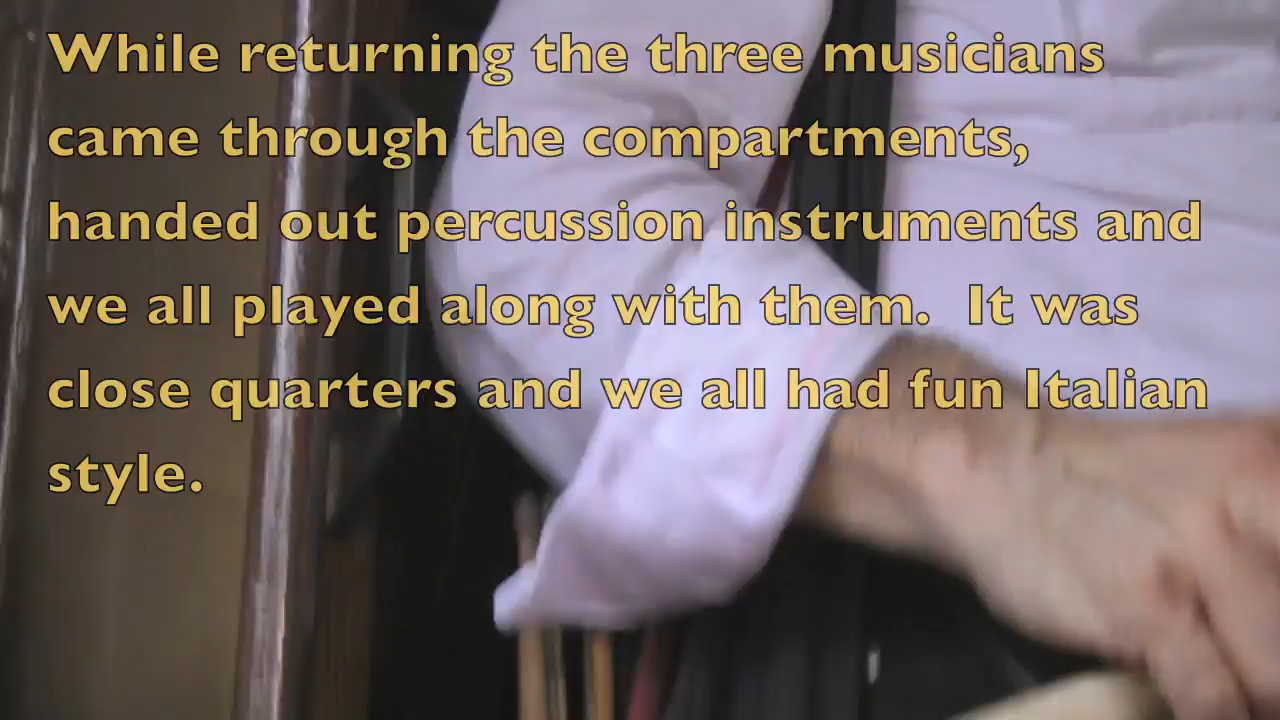 While returning the three musicians
came through the compartments,
handed out percussion instruments and
we all played along with them.  It was
close quarters and we all had fun Italian
style.